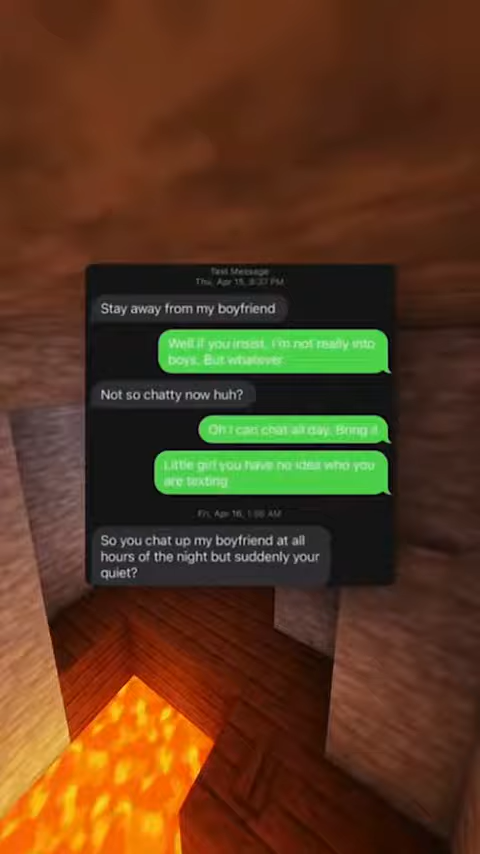 Text Message
Thu, Apr 15, 8:37 PM
Stay away from my boyfriend
Well if you insist. I'm not really into
boys. But whatever
Not so chatty now huh?
Oh I can chat all day. Bring it
Little girl you have no idea who you
are texting
Fri, Apr 16, AM
So you chat up my boyfriend at all
hours of the night but suddenly your
quiet?